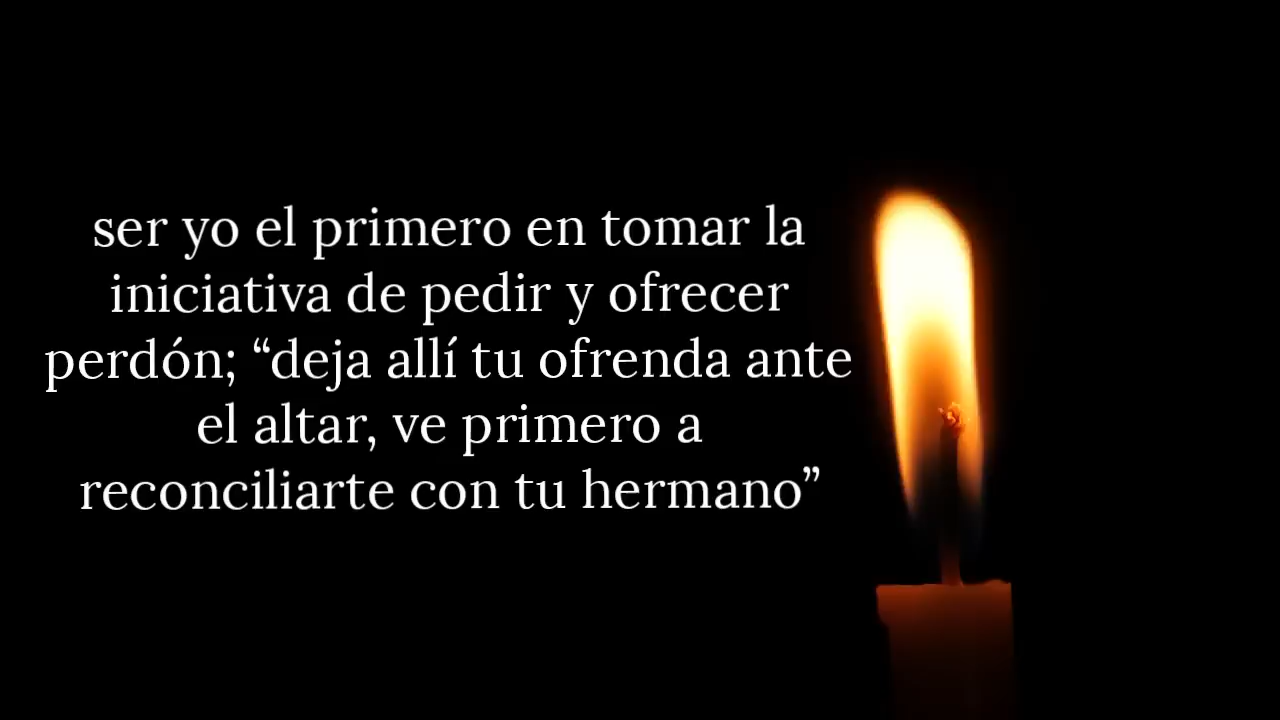 ser yo el primero en tomar la
iniciativa de pedir y ofrecer
perdón; “deja allí tu ofrenda ante
el altar, ve primero a
reconciliarte con tu hermano”